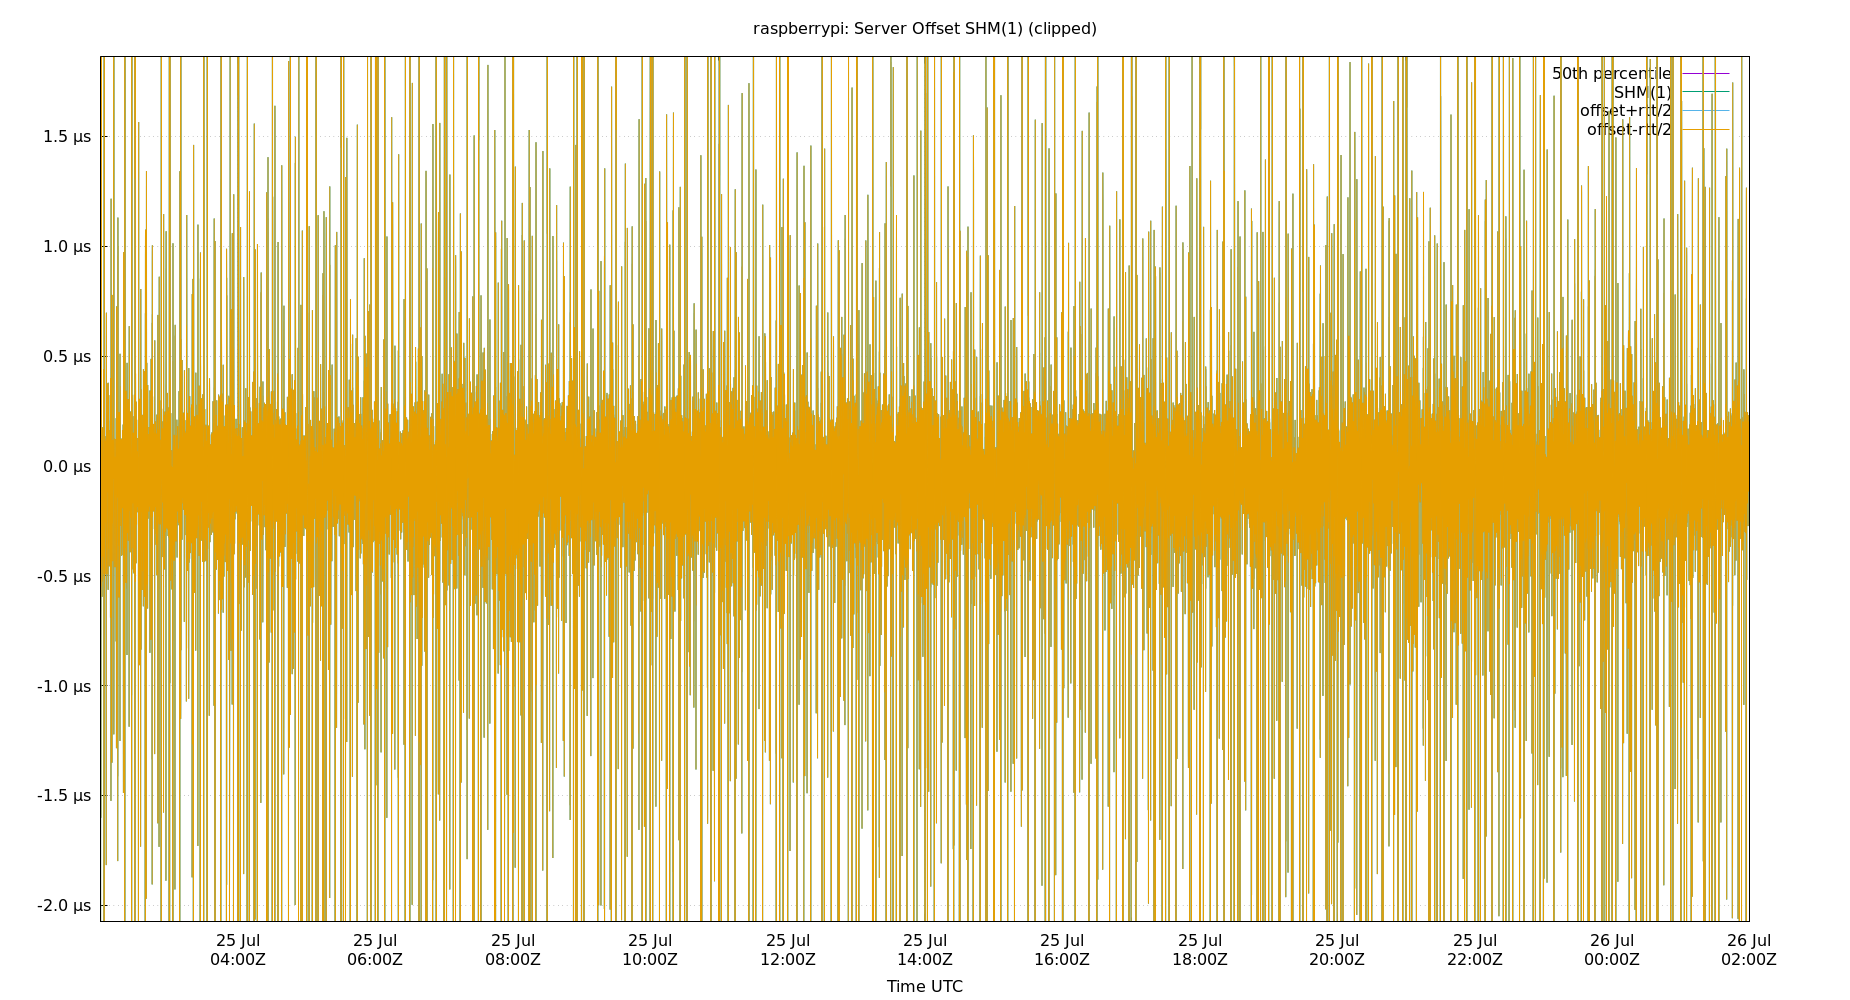 raspberrypi: Server Offset SHM(1) (clipped)
50th percentile
SHM(1)
offset+rtt/2
offset-rtt/2
1.5 µs
1.0 µs
0.5 µs
0.0 µs
-0.5 µs
-1.0 µs
-1.5 µs
-2.0 µs
25 Jul 25 Jul 25 Jul 25 Jul 25 Jul 25 Jul 25 Jul 25 Jul 25 Jul 25 Jul 26 Jul 26 Jul
04:00Z 06:00Z 08:00Z 10:00Z 12:00Z 14:00Z 16:00Z 18:00Z 20:00Z 22:00Z 00:00Z 02:00Z
Time UTC